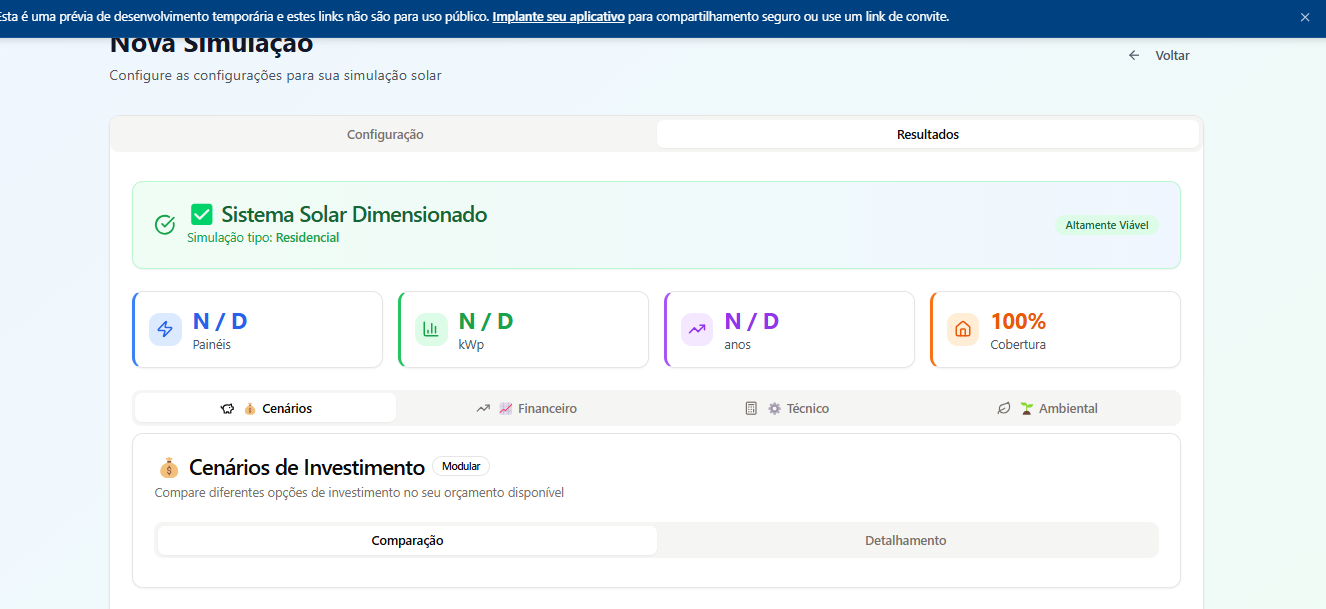 Esta é uma prévia de desenvolvimento temporária e estes links não são para uso público. Implante seu aplicativo para compartilhamento seguro ou use um link de convite.
Nova Simulação
Voltar
Configure as configurações para sua simulação solar
Configuração
Resultados
Sistema Solar Dimensionado
Simulação tipo: Residencial
Altamente Viável
N / D
Painéis
N / D
kWp
N / D
anos
100%
Cobertura
Cenários
Financeiro
Técnico
Ambiental
Cenários de Investimento
Modular
Compare diferentes opções de investimento no seu orçamento disponível
Comparação
Detalhamento